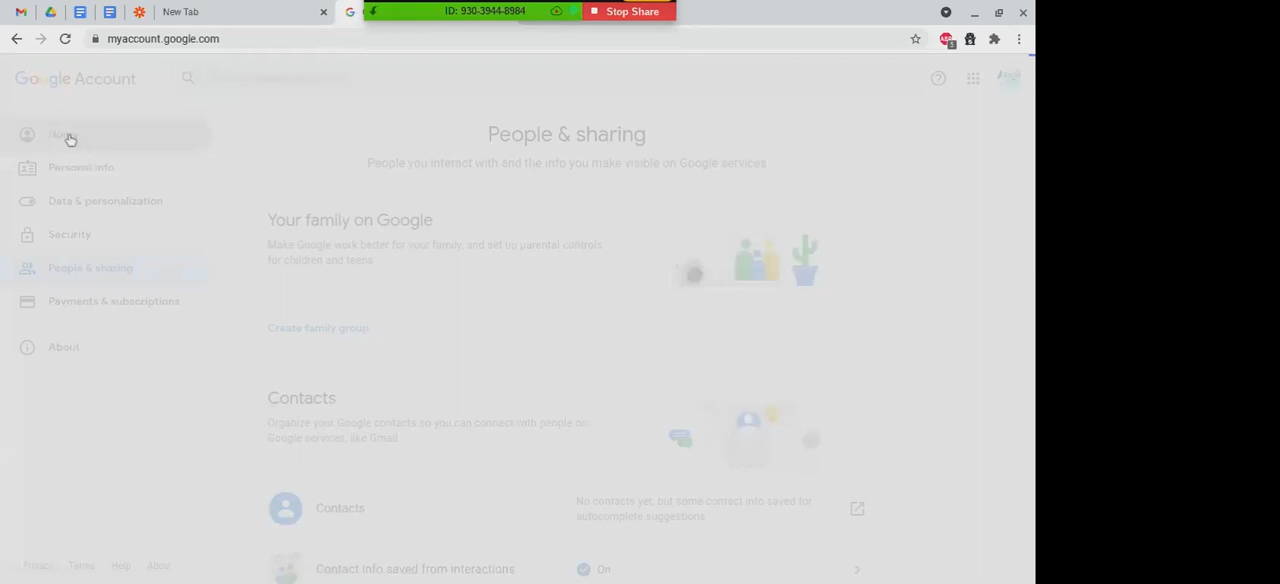 New Tab
ID: 930-3944-8984
Stop Share
myaccount.google.com
Google Account
Home
Personal info
Data & personalization
Security
People & sharing
Payments & subscriptions
About
People & sharing
People you interact with and the info you make visible on Google services
Your family on Google
Make Google work better for your family, and set up parental controls
for children and teens
Create family group
Contacts
Organize your Google contacts so you can connect with people on
Google services, like Gmail
Contacts
No contacts yet, but some contact info saved for
autocomplete suggestions
Contact info saved from interactions
On
Privacy Terms Help About